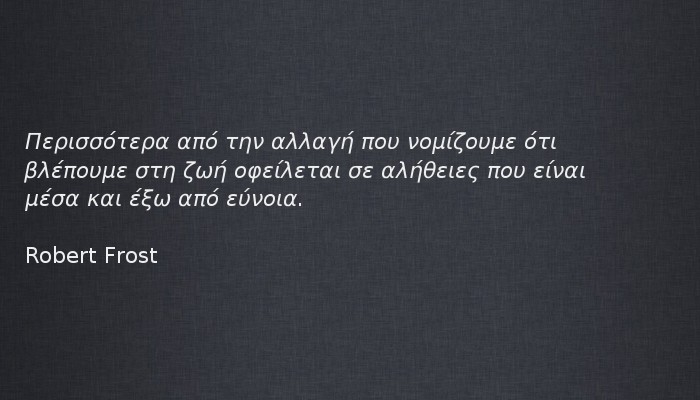 Περισσότερα από την αλλαγή που νομίζουμε ότι
βλέπουμε στη ζωή οφείλεται σε αλήθειες που είναι
μέσα και έξω από εύνοια.
Robert Frost